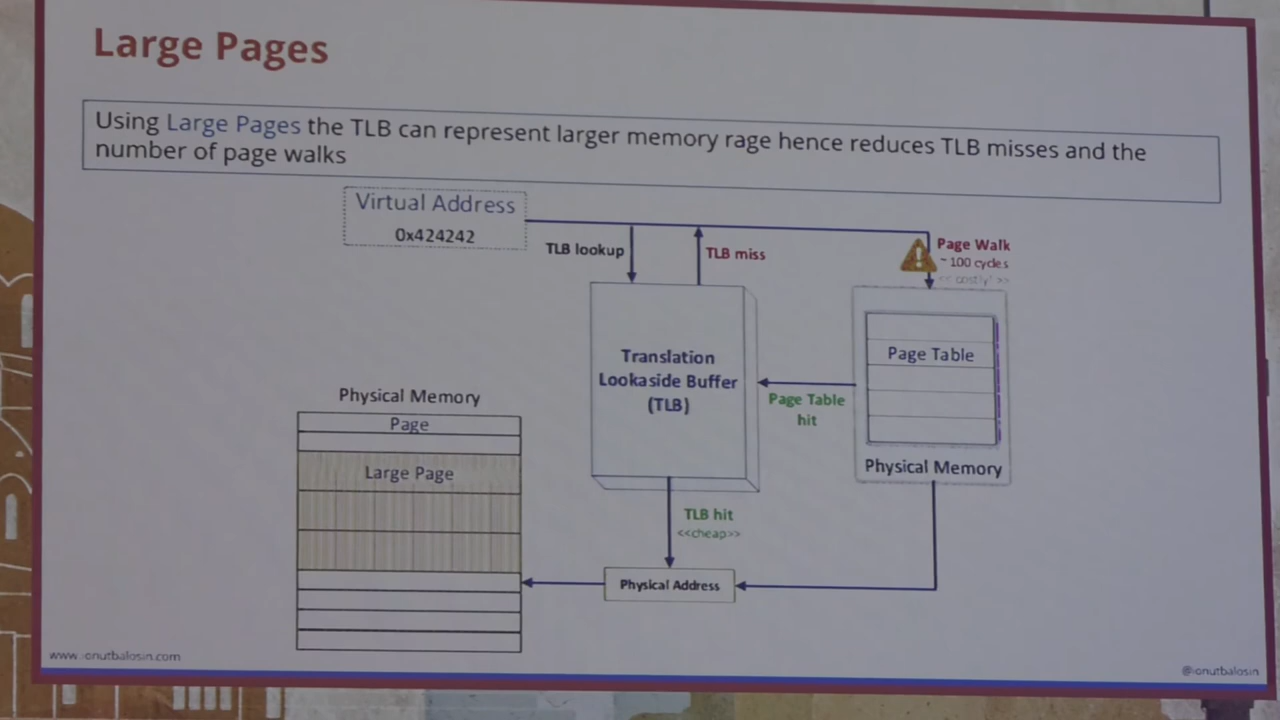 Large Pages
Using Large Pages the TLB can represent larger memory rage hence reduces TLB misses and the
number of page walks
Virtual Address
0x424242
TLB lookup
TLB miss
Page Walk
~ 100 cycles
<< costly! >>
Translation
Lookaside Buffer
(TLB)
Page Table
Page Table
hit
Physical Memory
Physical Memory
Page
Large Page
TLB hit
<<cheap>>
Physical Address
www.ionutbalosin.com
@ionutbalosin